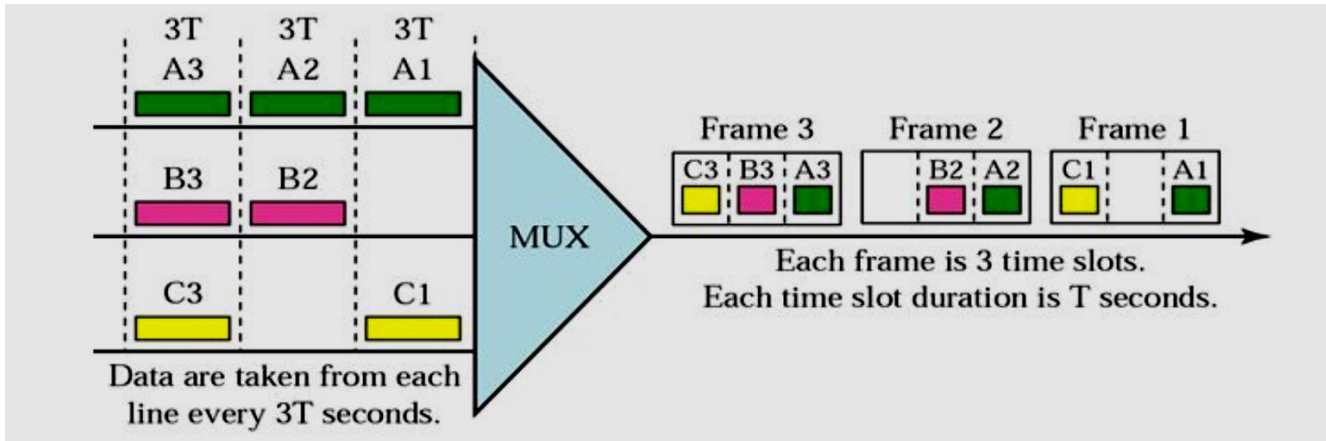 3T 3T 3T
A3 A2 A1
B3 B2
C3 C1
Data are taken from each
line every 3T seconds.
MUX
Frame 3 Frame 2 Frame 1
C3 B3 A3 B2 A2 C1 A1
Each frame is 3 time slots.
Each time slot duration is T seconds.